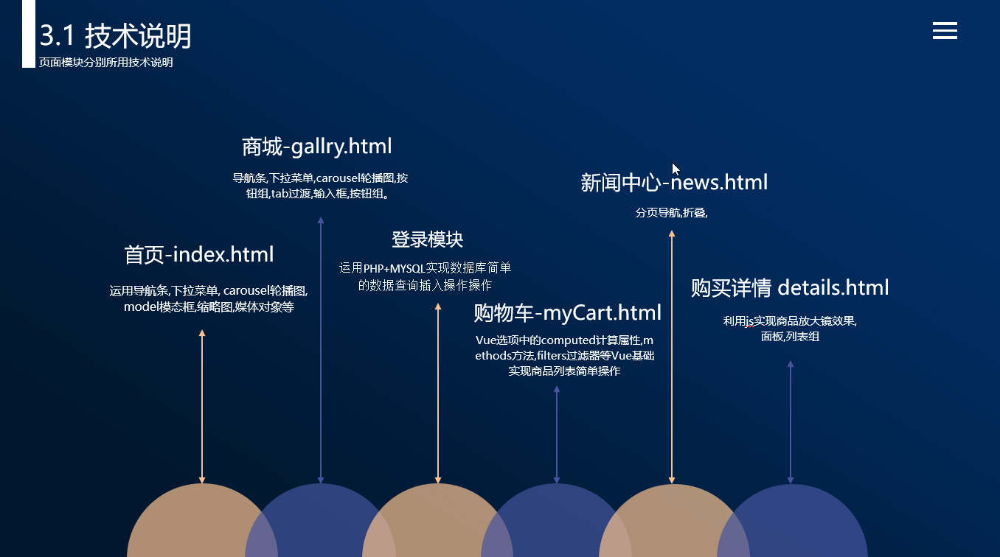 3.1 技术说明
页面模块分别所用技术说明
商城-gallry.html
导航条,下拉菜单,carousel轮播图,按
钮组,tab过渡,输入框,按钮组。
新闻中心-news.html
分页导航,折叠,
首页-index.html
运用导航条,下拉菜单, carousel轮播图,
model模态框,缩略图,媒体对象等
登录模块
运用PHP+MYSQL实现数据库简单
的数据查询插入操作操作
购物车-myCart.html
Vue选项中的computed计算属性,m
ethods方法,filters过滤器等Vue基础
实现商品列表简单操作
购买详情 details.html
利用js实现商品放大镜效果,
面板,列表组